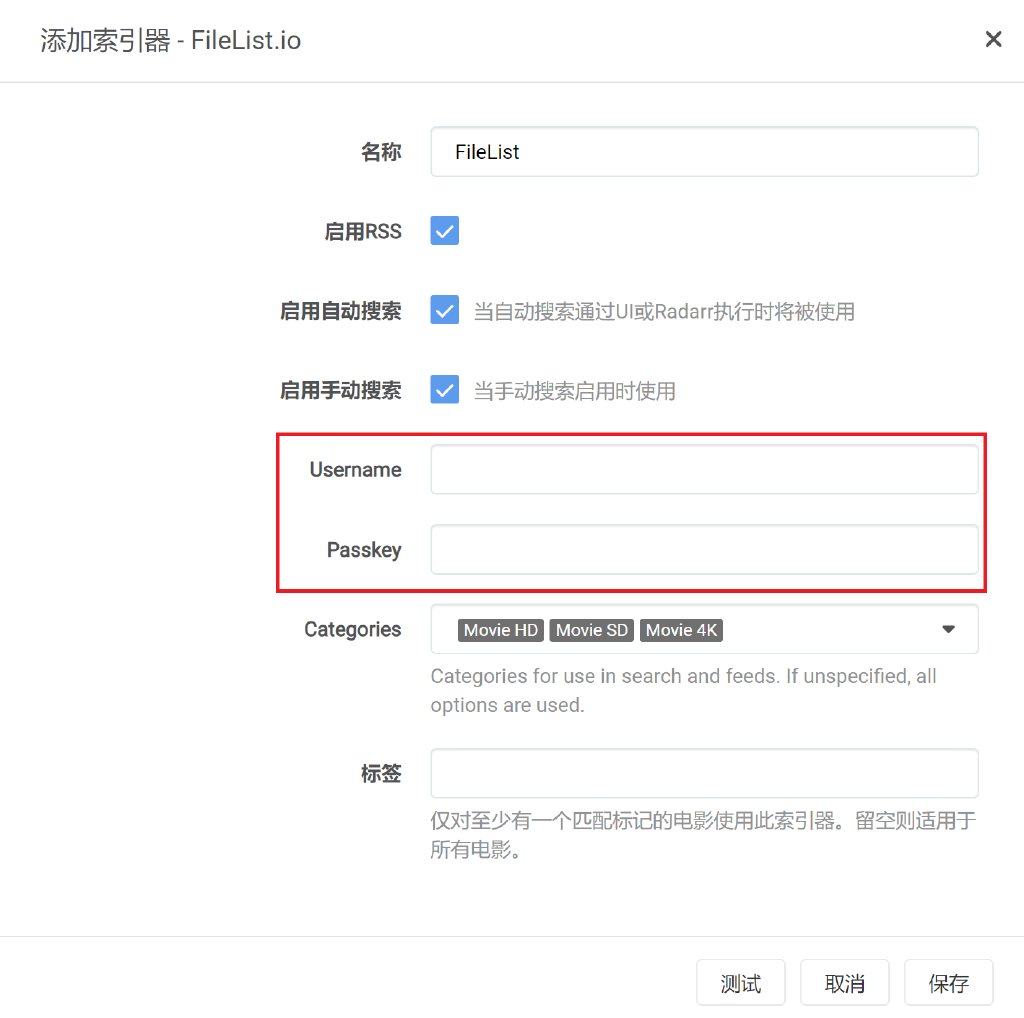 添加索引器 - FileList.io
名称
FileList
启用RSS
启用自动搜索
当自动搜索通过UI或Radarr执行时将被使用
启用手动搜索
当手动搜索启用时使用
Username
Passkey
Categories
Movie HD Movie SD Movie 4K
Categories for use in search and feeds. If unspecified, all
options are used.
标签
仅对至少有一个匹配标记的电影使用此索引器。留空则适用于
所有电影。
测试 取消 保存